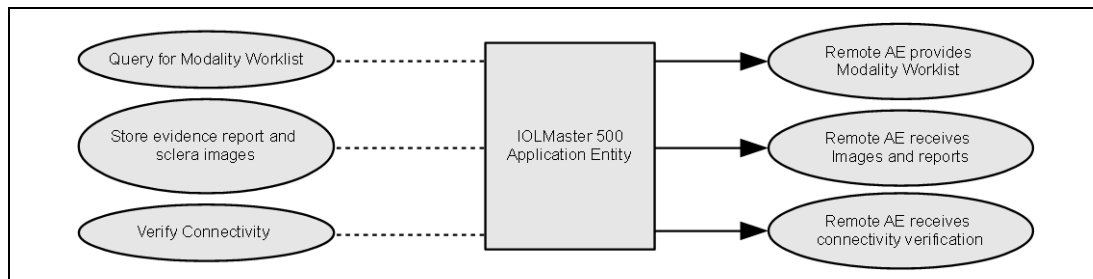 Query for Modality Worklist
Store evidence report and
sclera images
Verify Connectivity
IOLMaster 500
Application Entity
Remote AE provides
Modality Worklist
Remote AE receives
Images and reports
Remote AE receives
connectivity verification